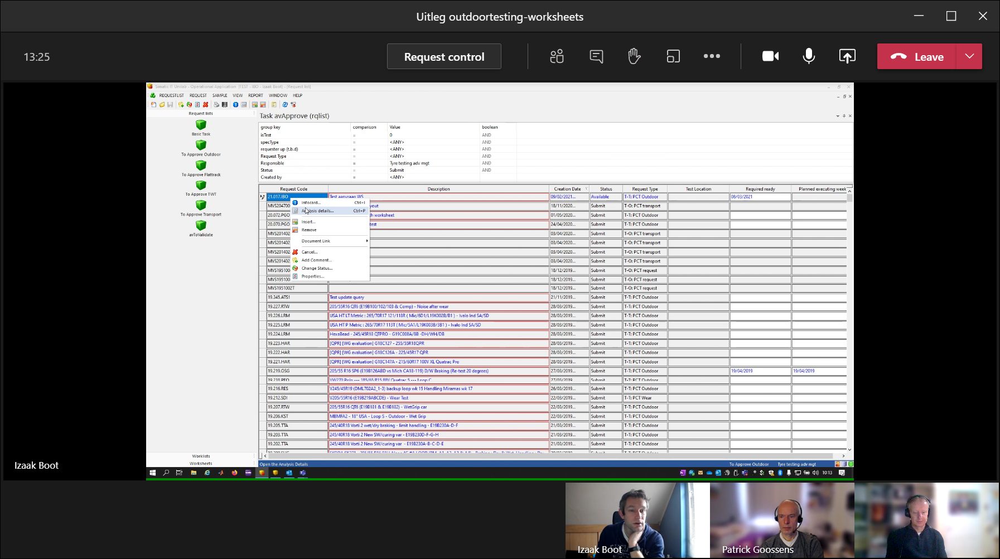 Uitleg outdoortesting-worksheets
13:25
Request control
Leave
Simatic IT Unilab - Operational Application [TEST - IBO - Izaak Boot] - [Request list]
REQUESTLIST REQUEST SAMPLE VIEW REPORT WINDOW HELP
Request lists
Basic Task
To Approve Outdoor
To Approve Flattrack
To Approve TWT
To Approve Transport
avToValidate
Worklists
Worksheets
Task avApprove (rqlist)
group key comparison Value boolean
isTest = 0 AND
specType = <ANY> AND
requester up (t.b.d) = <ANY> AND
Request Type = <ANY> AND
Responsible = Tyre testing adv mgt AND
Status = Submit AND
Created by = <ANY>
Request Code Description Creation Date Status Request Type Test Location Required ready Planned executing week
21.017.IBO Test aanvraag WS 09/02/2021... Available T-T: PCT Outdoor 08/03/2021
MVS204700 yout 18/11/2020... Submit T-O: PCT transport
20.072.PGO th worksheet 01/05/2020... Submit T-T: PCT Outdoor
20.070.PGO test 24/04/2020... Submit T-T: PCT Outdoor
MVS201402 03/04/2020... Submit T-O: PCT transport
MVS201402 03/04/2020... Submit T-O: PCT transport
MVS201402 03/04/2020... Submit T-O: PCT transport
MVS201402 03/04/2020... Submit T-O: PCT transport
MVS195100 18/12/2019... Submit T-O: PCT request
MVS195100 18/12/2019... Submit T-O: PCT request
MVS1951002T 18/12/2019... Submit T-O: PCT request
19.345.ATS1 Test update query 21/11/2019... Submit T-T: PCT Outdoor
19.227.RTW 205/55R16 QT6 (E19B100/102/103 & Comp) - Noise after wear 28/03/2019... Submit T-T: PCT Outdoor
19.226.LRM USA HT LT Metric : 265/70R17 121/118R ( Mic/6D1/L19K002B/B1 ) - Ivalo Ind SA/SD 28/03/2019... Submit T-T: PCT Outdoor
19.225.LRM USA HT P Metric : 265/70R17 113T ( Mic/5A1/L19K003B/3B1 ) - Ivalo Ind SA/SD 28/03/2019... Submit T-T: PCT Outdoor
19.224.LRM HexaBead - 245/45R18 QTPRO - G19C008A/8B -DH/WH/DB 28/03/2019... Submit T-T: PCT Outdoor
19.223.HAR [QPR] [WG evaluation] G18C127 - 255/55R18QPR 28/03/2019... Submit T-T: PCT Outdoor
19.222.HAR [QPR] [WG evaluation] G18C126A - 225/45R17 QPR 28/03/2019... Submit T-T: PCT Outdoor
19.221.HAR [QPR] [WG evaluation] G18C147A - 215/60R17 100V XL Quatrac Pro 28/03/2019... Submit T-T: PCT Outdoor
19.219.OSG 205/55 R16 SP6 (E19B126ABD vs Mich CA18-119) D/W Braking (Re-test 20 degrees) 27/03/2019... Submit T-T: PCT Outdoor 19/04/2019 19/04/2019
19.218.PEO VW270 Polo --- 185/65 R15 88V Quatrac 5 --- Loop C 27/03/2019 Submit T-T: PCT Outdoor
19.216.RES Y245/45R19 (DML702A2_1-3) backup loop wk 15 Handling Miramas wk 17 26/03/2019... Submit T-T: PCT Outdoor
19.212.SDI V205/55R16 (E19B219ABCDE) - Wear Test 22/03/2019... Submit T-T: PCT Wear
19.207.RTW 205/55R16 QT6 (E19B181 & E19B182) - WetGrip car 22/03/2019... Submit T-T: PCT Outdoor
19.206.KST MBMFA2 - 18" USA - Loop S - Outdoor - Wet Grip 22/03/2019... Submit T-T: PCT Outdoor
19.205.TTA 245/40R18 Vorti 2 wet/dry braking - limit handling - E19B230A-D-F 21/03/2019... Submit T-T: PCT Outdoor
19.203.TTA 245/40R18 Vorti 2 New SW/curing var - E19B230D-F-G-H 21/03/2019... Submit T-T: PCT Outdoor
19.202.TTA 245/40R18 Vorti 2 New SW/curing var - E19B230A-B-C-D-E 21/03/2019... Submit T-T: PCT Outdoor
Infocard... Ctrl+I
Analysis details... Ctrl+P
Insert...
Remove
Document Link
Cancel...
Add Comment...
Change Status...
Properties...
Open the Analysis Details To Approve Outdoor Tyre testing adv mgt
10:13
Izaak Boot
Izaak Boot
Patrick Goossens